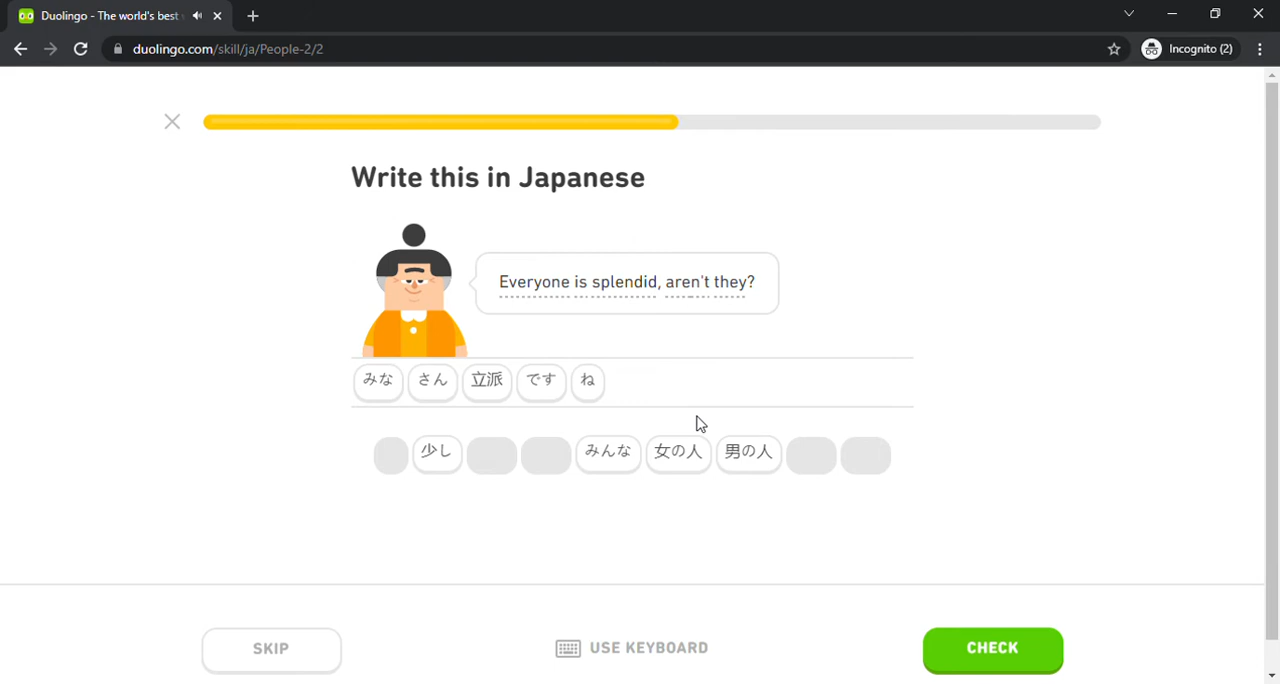 Duolingo - The world's best
duolingo.com/skill/ja/People-2/2
Incognito (2)
Write this in Japanese
Everyone is splendid, aren't they?
みな さん 立派 です ね
少し みんな 女の人 男の人
SKIP
USE KEYBOARD
CHECK